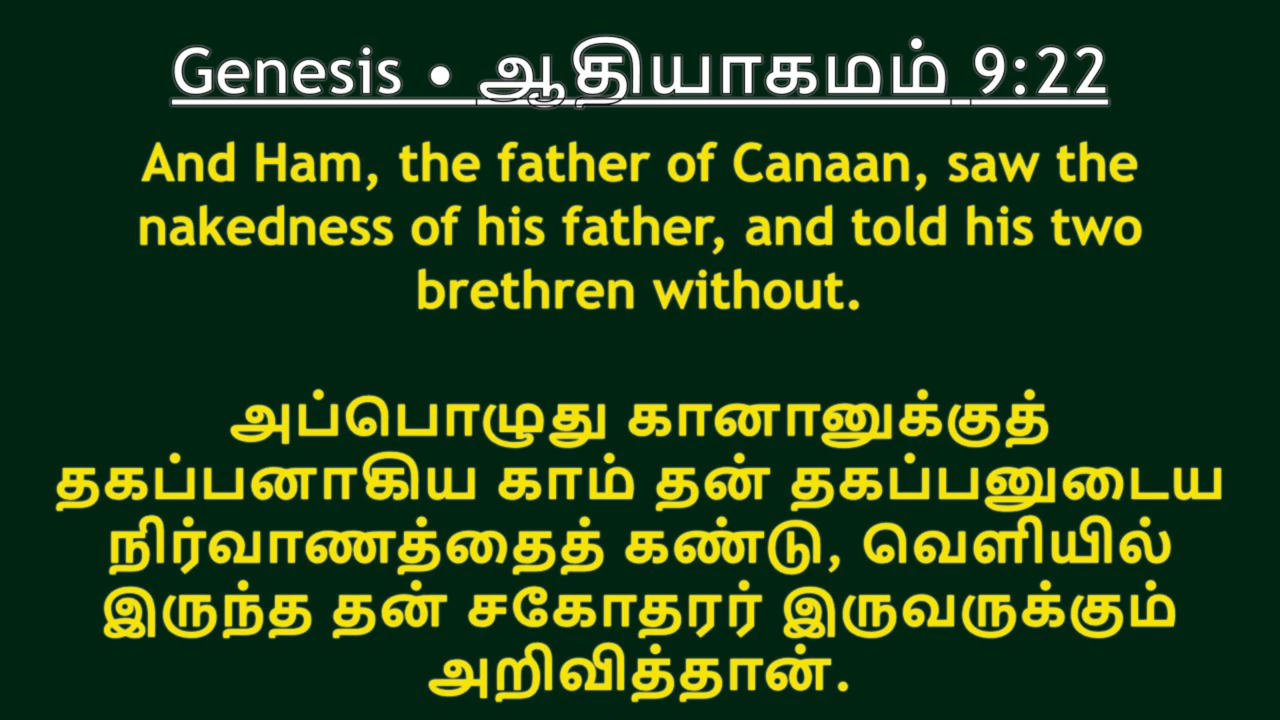 Genesis • ஆதியாகமம் 9:22
And Ham, the father of Canaan, saw the
nakedness of his father, and told his two
brethren without.
அப்பொழுது கானானுக்குத்
தகப்பனாகிய காம் தன் தகப்பனுடைய
நிர்வாணத்தைத் கண்டு, வெளியில்
இருந்த தன் சகோதரர் இருவருக்கும்
அறிவித்தான்.